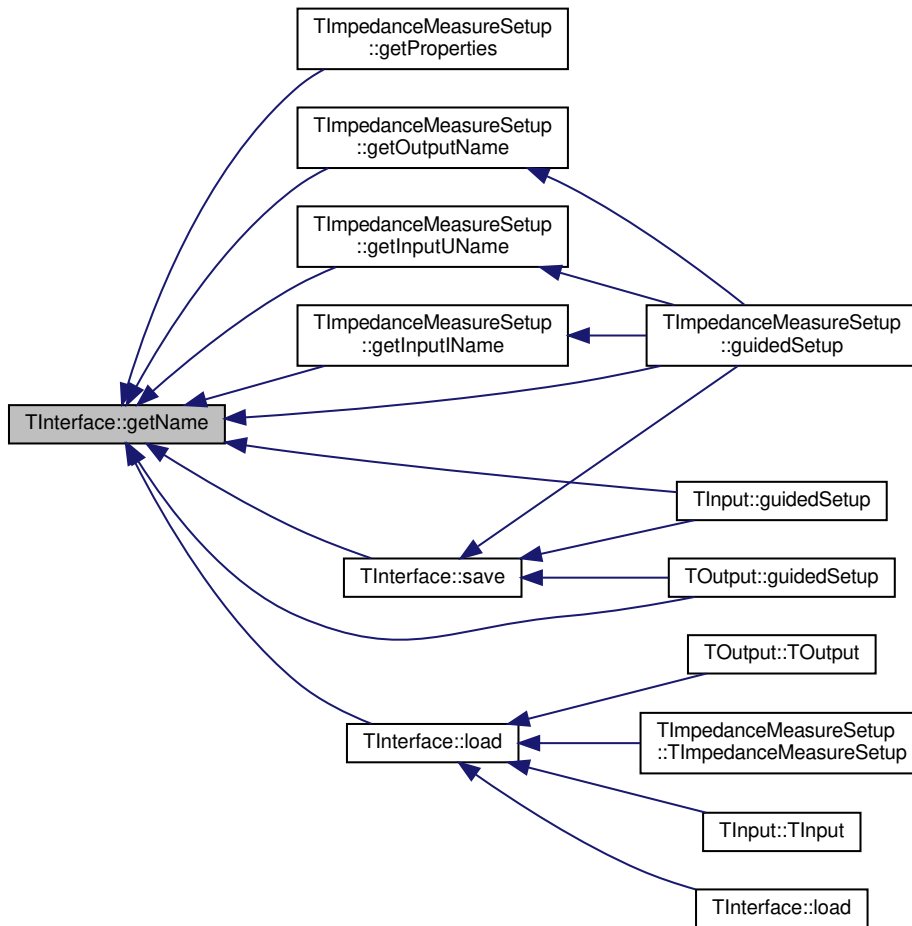 TImpedanceMeasureSetup
::getProperties
TImpedanceMeasureSetup
::getOutputName
TImpedanceMeasureSetup
::getInputUName
TImpedanceMeasureSetup
::getInputIName
TImpedanceMeasureSetup
::guidedSetup
TInterface::getName
TInput::guidedSetup
TInterface::save
TOutput::guidedSetup
TOutput::TOutput
TInterface::load
TImpedanceMeasureSetup
::TImpedanceMeasureSetup
TInput::TInput
TInterface::load